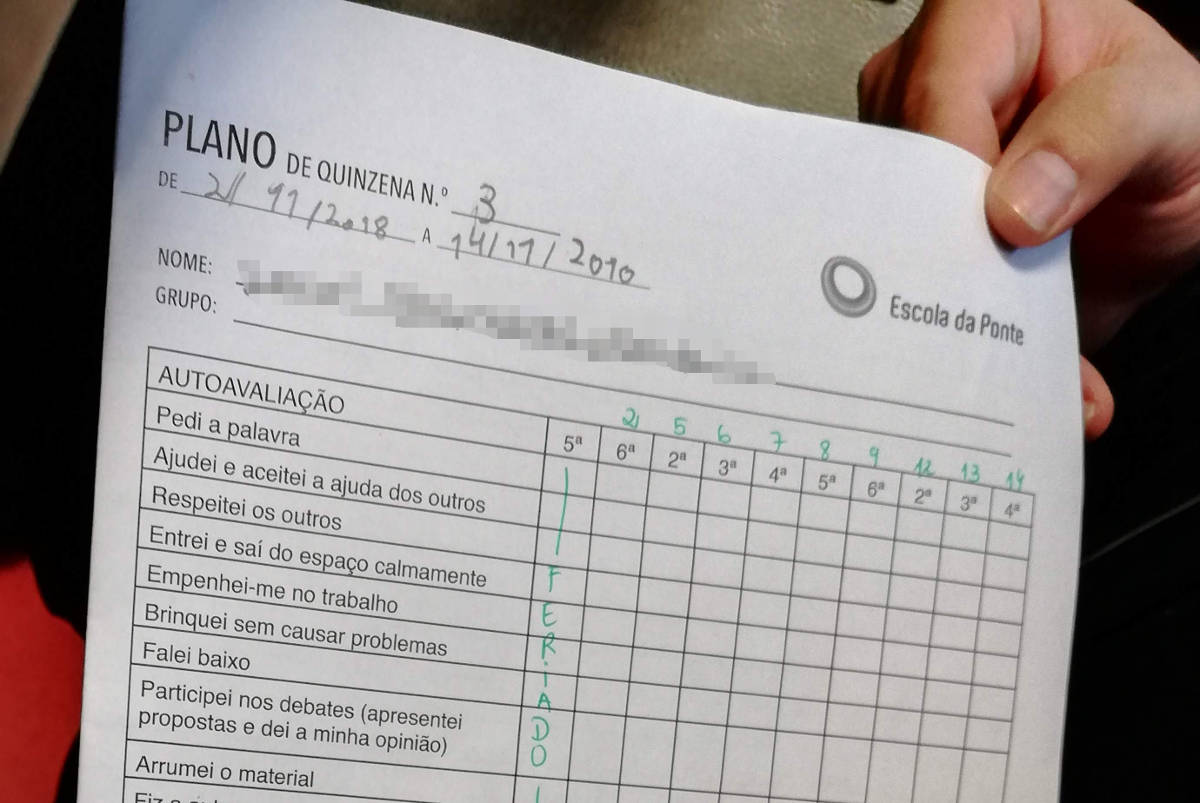 PLANO DE QUINZENA N.º 3
DE 2/11/2018 A 14/11/2010
Escola da Ponte
NOME:
GRUPO:
AUTOAVALIAÇÃO
2 5 6 7 8 9 12 13 14
5ª 6ª 2ª 3ª 4ª 5ª 6ª 2ª 3ª 4ª
Pedi a palavra
Ajudei e aceitei a ajuda dos outros
Respeitei os outros
Entrei e saí do espaço calmamente
Empenhei-me no trabalho
Brinquei sem causar problemas
Falei baixo
Participei nos debates (apresentei
propostas e dei a minha opinião)
Arrumei o material
FERIADO